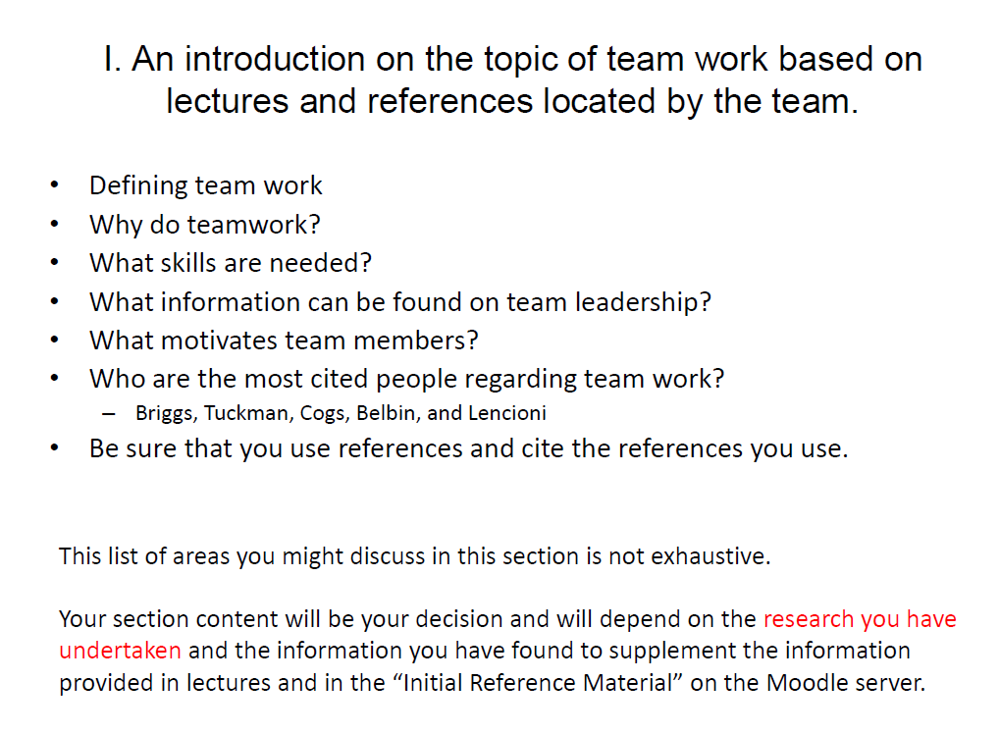 I. An introduction on the topic of team work based on
lectures and references located by the team.
• Defining team work
• Why do teamwork?
• What skills are needed?
• What information can be found on team leadership?
• What motivates team members?
• Who are the most cited people regarding team work?
– Briggs, Tuckman, Cogs, Belbin, and Lencioni
• Be sure that you use references and cite the references you use.
This list of areas you might discuss in this section is not exhaustive.
Your section content will be your decision and will depend on the research you have
undertaken and the information you have found to supplement the information
provided in lectures and in the “Initial Reference Material” on the Moodle server.